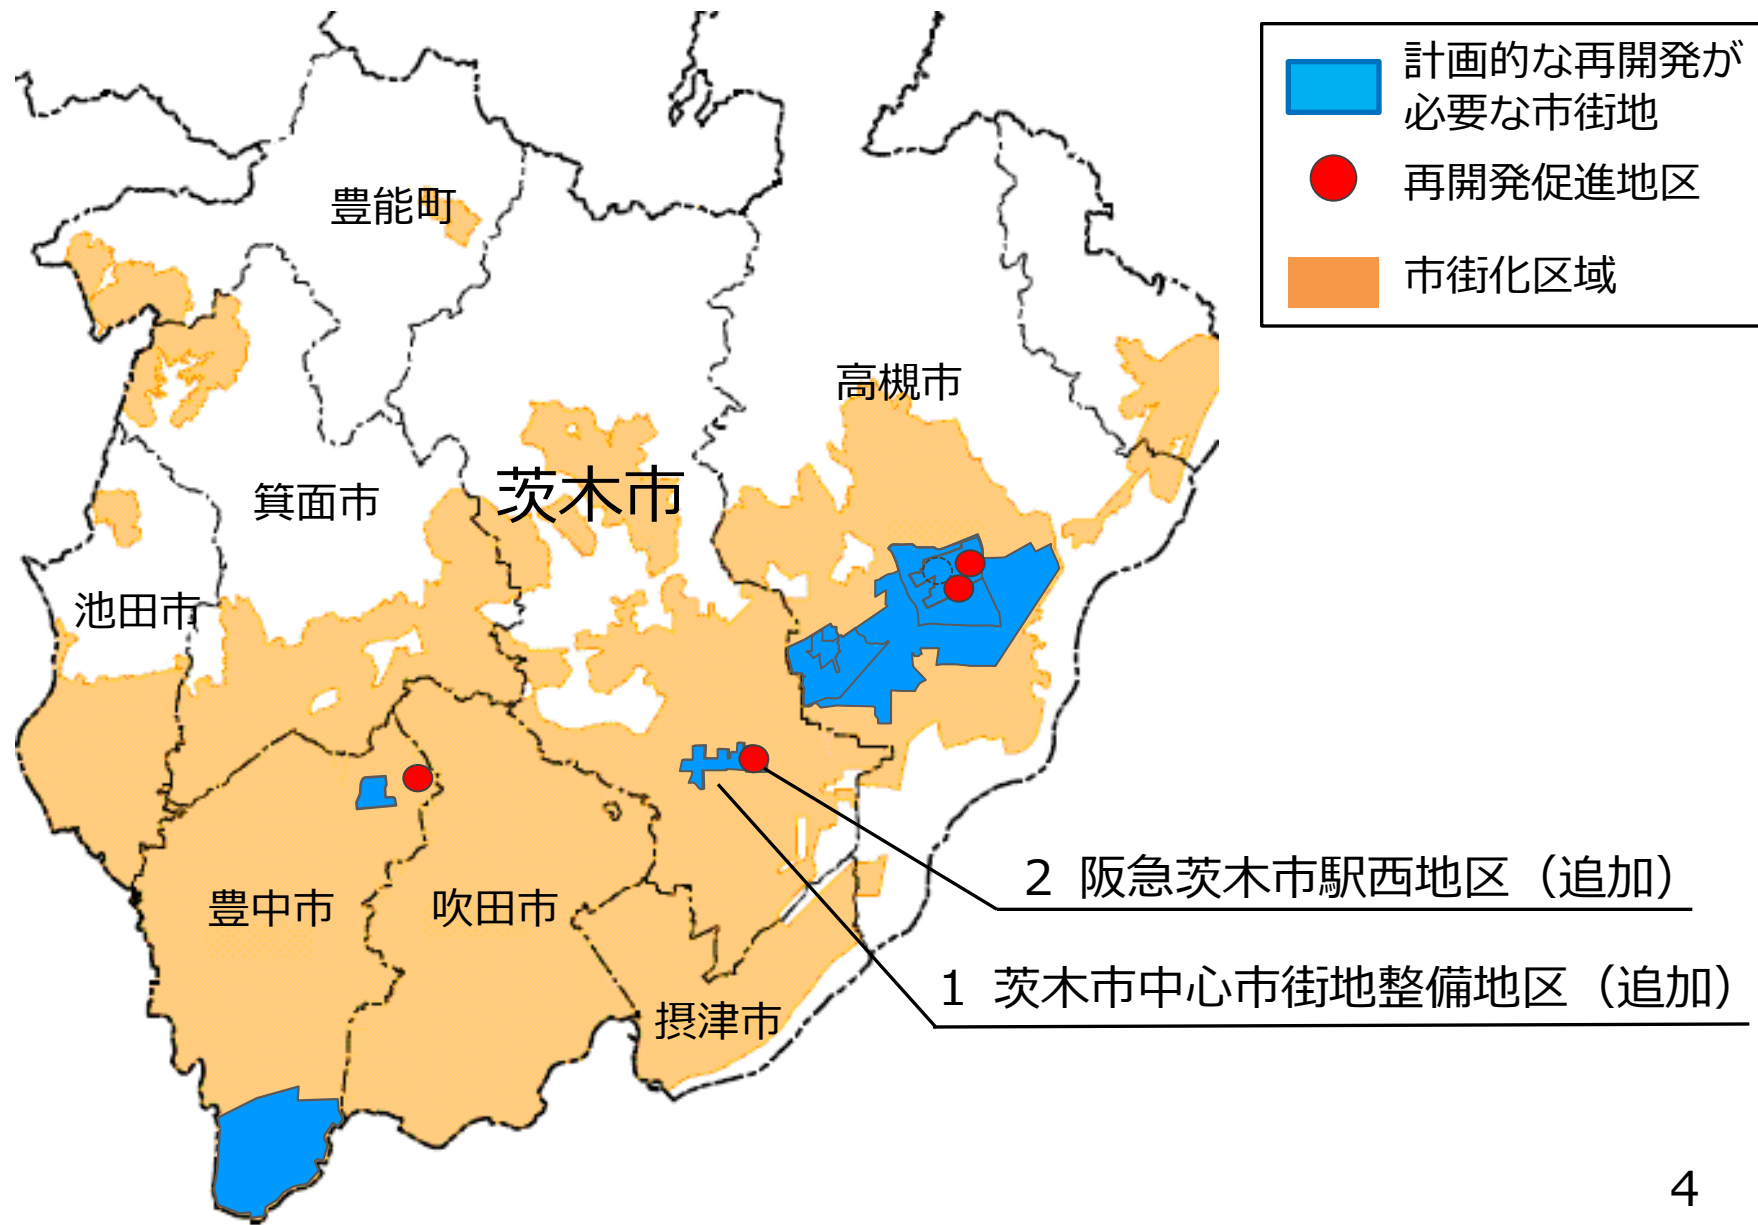 計画的な再開発が
必要な市街地
再開発促進地区
市街化区域
豊能町
高槻市
茨木市
箕面市
池田市
豊中市
吹田市
摂津市
2 阪急茨木市駅西地区（追加）
1 茨木市中心市街地整備地区（追加）
4